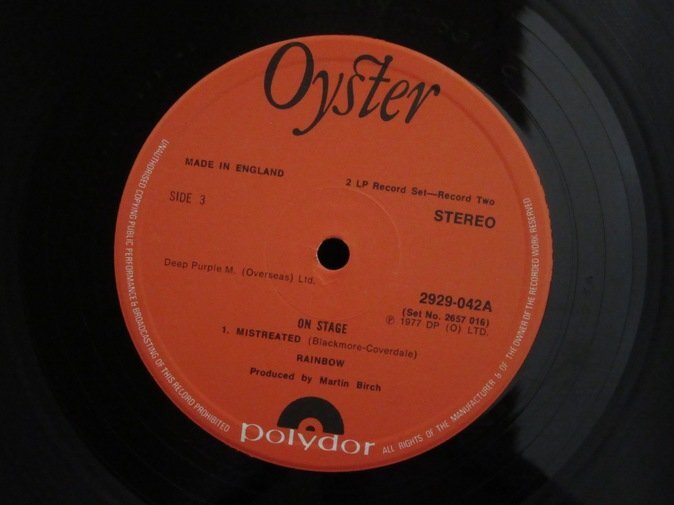 Oyster
MADE IN ENGLAND
2 LP Record Set—Record Two
SIDE 3
STEREO
Deep Purple M. (Overseas) Ltd.
2929-042A
(Set No. 2657 016)
℗ 1977 DP (O) LTD.
ON STAGE
1. MISTREATED (Blackmore-Coverdale)
RAINBOW
Produced by Martin Birch
polydor
ALL RIGHTS OF THE MANUFACTURER & OF THE OWNER OF THE RECORDED WORK RESERVED
UNAUTHORISED COPYING PUBLIC PERFORMANCE & BROADCASTING OF THIS RECORD PROHIBITED